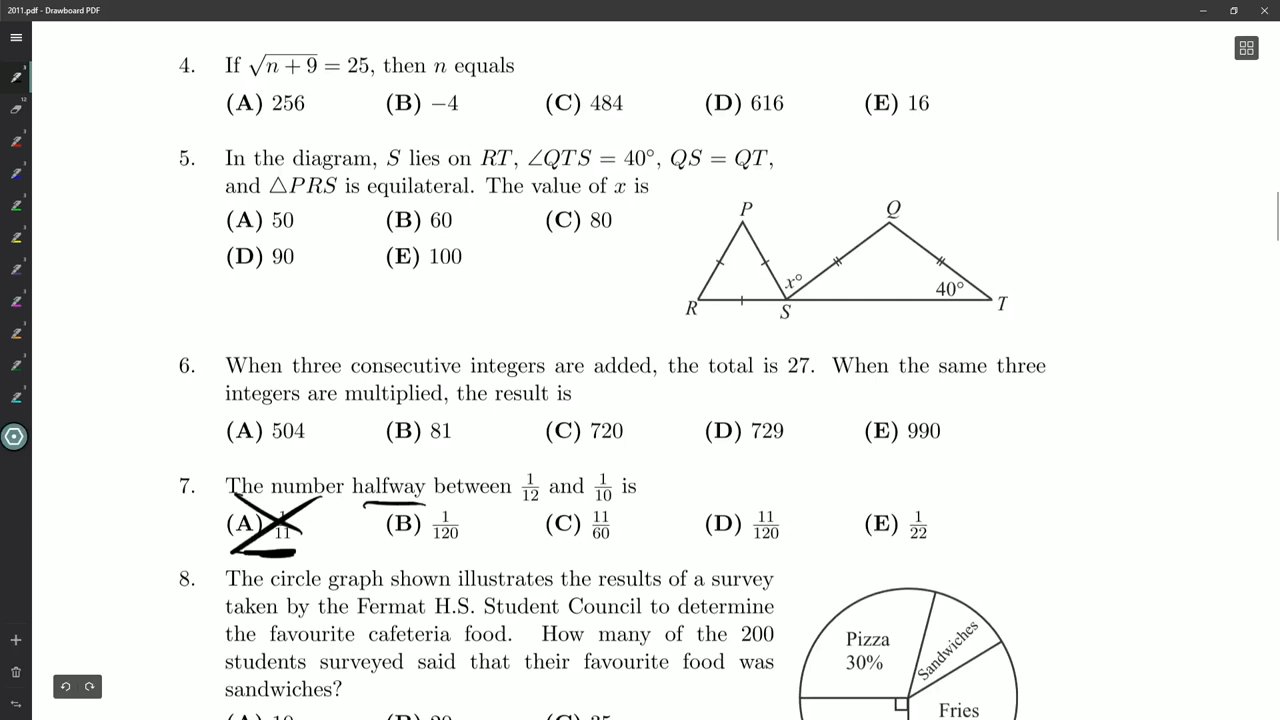 2011.pdf - Drawboard PDF
4. If √n + 9 = 25, then n equals
(A) 256 (B) −4 (C) 484 (D) 616 (E) 16
5. In the diagram, S lies on RT, ∠QTS = 40°, QS = QT,
and △PRS is equilateral. The value of x is
(A) 50 (B) 60 (C) 80
(D) 90 (E) 100
P
Q
x°
40°
R
S
T
6. When three consecutive integers are added, the total is 27. When the same three
integers are multiplied, the result is
(A) 504 (B) 81 (C) 720 (D) 729 (E) 990
7. The number halfway between 1/12 and 1/10 is
(A) 1/11 (B) 1/120 (C) 11/60 (D) 11/120 (E) 1/22
8. The circle graph shown illustrates the results of a survey
taken by the Fermat H.S. Student Council to determine
the favourite cafeteria food. How many of the 200
students surveyed said that their favourite food was
sandwiches?
Pizza
30%
Sandwiches
Fries